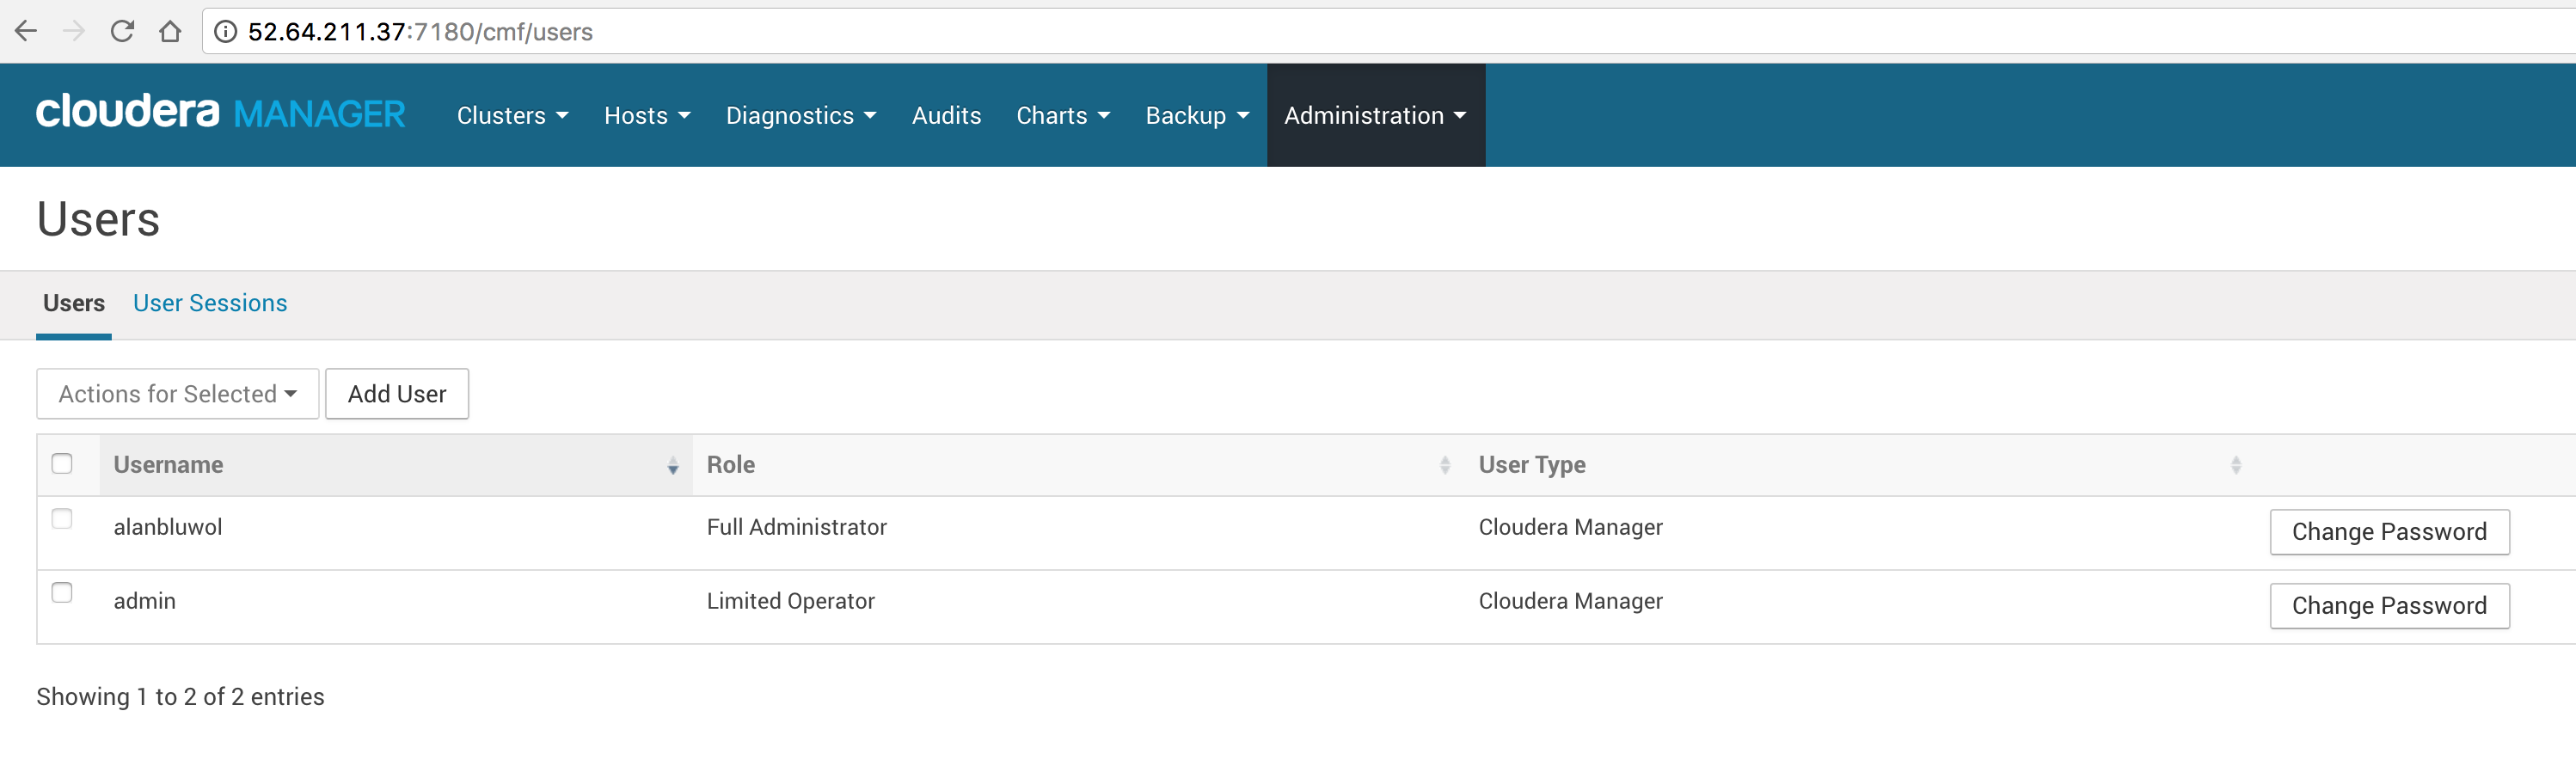 52.64.211.37:7180/cmf/users
cloudera MANAGER Clusters Hosts Diagnostics Audits Charts Backup Administration
Users
Users User Sessions
Actions for Selected Add User
Username Role User Type
alanbluwol Full Administrator Cloudera Manager Change Password
admin Limited Operator Cloudera Manager Change Password
Showing 1 to 2 of 2 entries